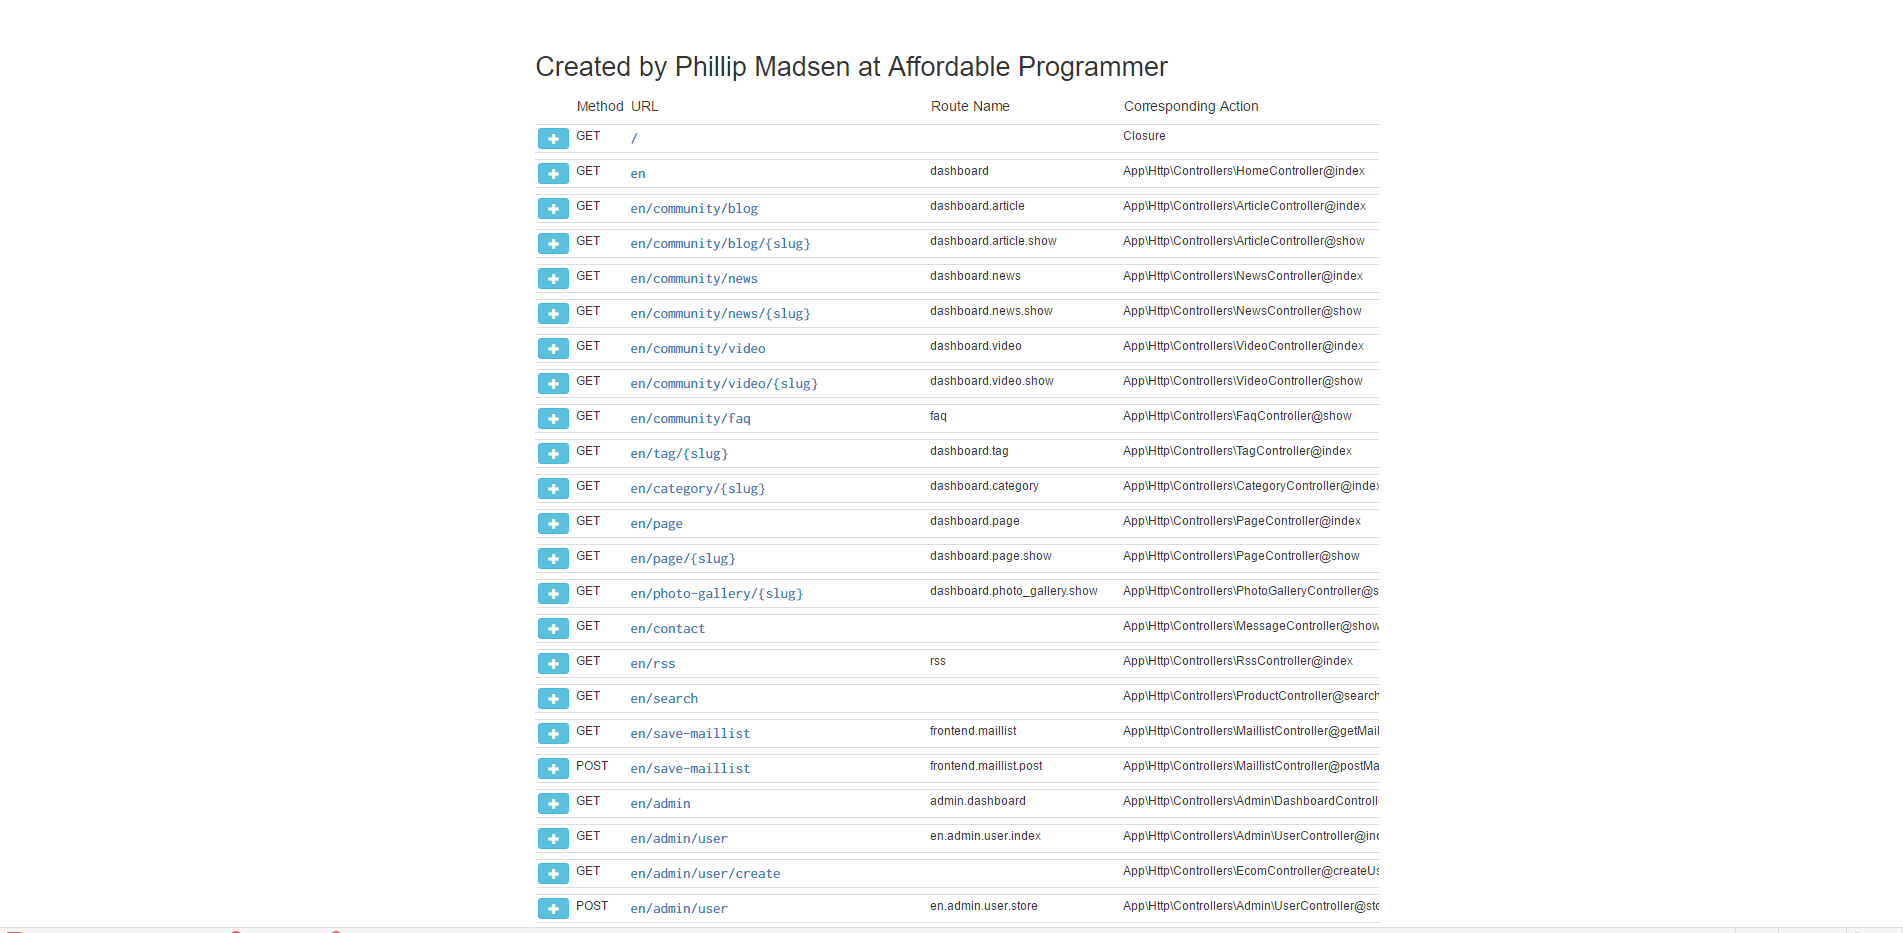 Created by Phillip Madsen at Affordable Programmer
Method URL Route Name Corresponding Action
GET / Closure
GET en dashboard App\Http\Controllers\HomeController@index
GET en/community/blog dashboard.article App\Http\Controllers\ArticleController@index
GET en/community/blog/{slug} dashboard.article.show App\Http\Controllers\ArticleController@show
GET en/community/news dashboard.news App\Http\Controllers\NewsController@index
GET en/community/news/{slug} dashboard.news.show App\Http\Controllers\NewsController@show
GET en/community/video dashboard.video App\Http\Controllers\VideoController@index
GET en/community/video/{slug} dashboard.video.show App\Http\Controllers\VideoController@show
GET en/community/faq faq App\Http\Controllers\FaqController@show
GET en/tag/{slug} dashboard.tag App\Http\Controllers\TagController@index
GET en/category/{slug} dashboard.category App\Http\Controllers\CategoryController@index
GET en/page dashboard.page App\Http\Controllers\PageController@index
GET en/page/{slug} dashboard.page.show App\Http\Controllers\PageController@show
GET en/photo-gallery/{slug} dashboard.photo_gallery.show App\Http\Controllers\PhotoGalleryController@s
GET en/contact App\Http\Controllers\MessageController@show
GET en/rss rss App\Http\Controllers\RssController@index
GET en/search App\Http\Controllers\ProductController@search
GET en/save-maillist frontend.maillist App\Http\Controllers\MaillistController@getMail
POST en/save-maillist frontend.maillist.post App\Http\Controllers\MaillistController@postMa
GET en/admin admin.dashboard App\Http\Controllers\Admin\DashboardControll
GET en/admin/user en.admin.user.index App\Http\Controllers\Admin\UserController@ind
GET en/admin/user/create App\Http\Controllers\EcomController@createUs
POST en/admin/user en.admin.user.store App\Http\Controllers\Admin\UserController@sto